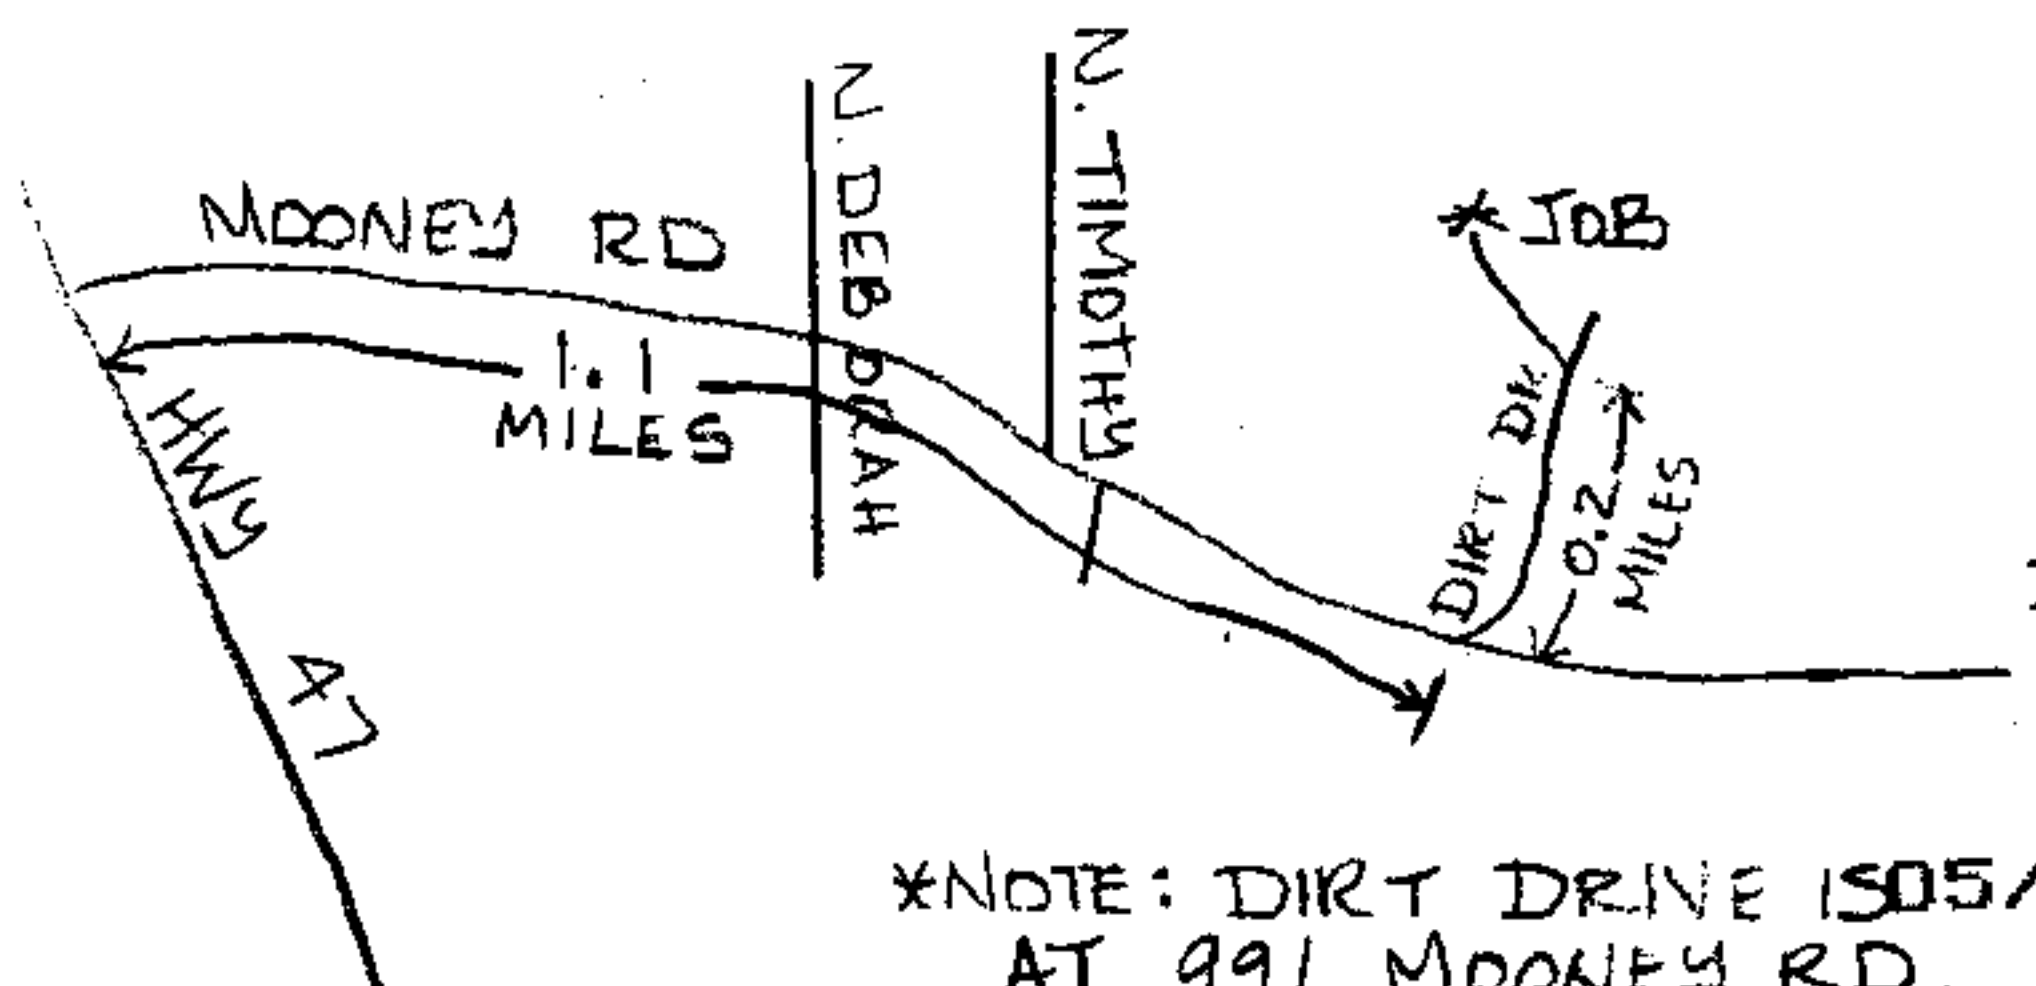 N. TIMOTHY
N. DEBORAH
MOONEY RD
* JOB
1.1
MILES
HWY 47
DIRT DR.
0.2
MILES
*NOTE: DIRT DRIVE IS
AT 991 MOONEY RD.